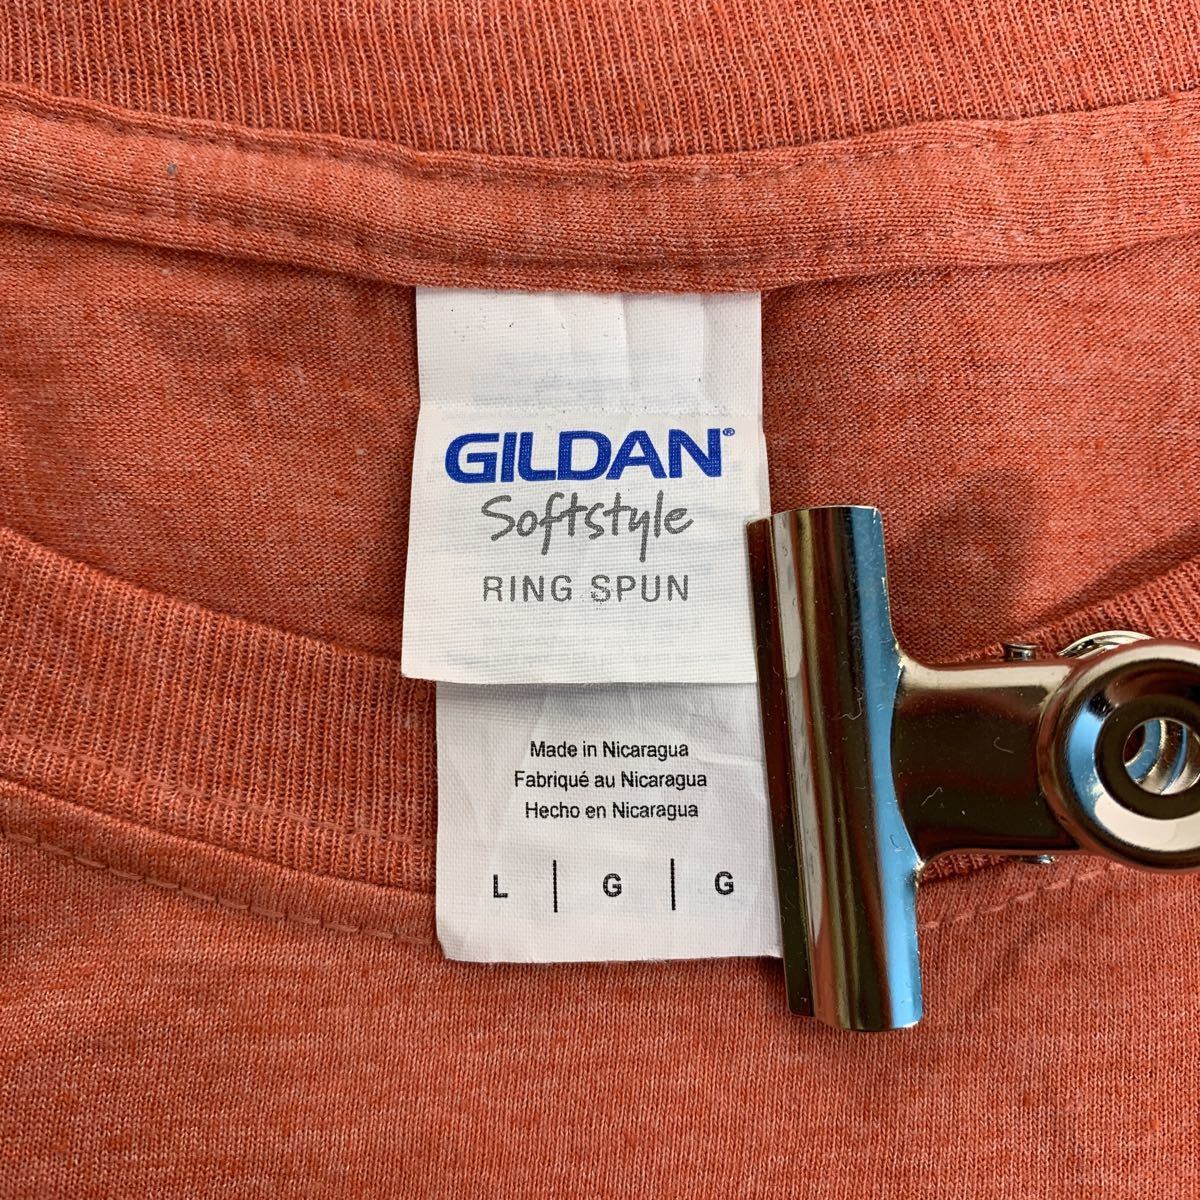 GILDAN®
Softstyle
RING SPUN
Made in Nicaragua
Fabriqué au Nicaragua
Hecho en Nicaragua
L | G | G